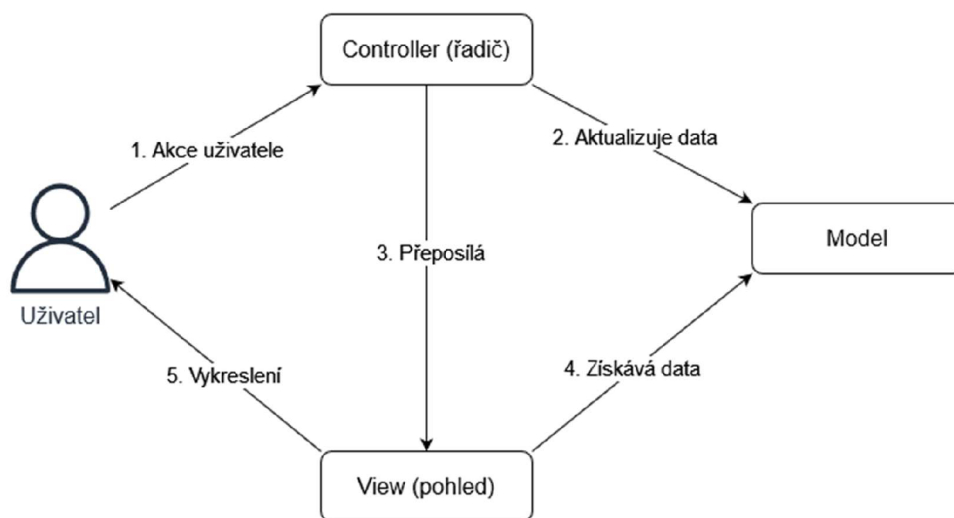 Controller (řadič)
1. Akce uživatele
2. Aktualizuje data
Model
3. Přeposílá
Uživatel
5. Vykreslení
4. Získává data
View (pohled)